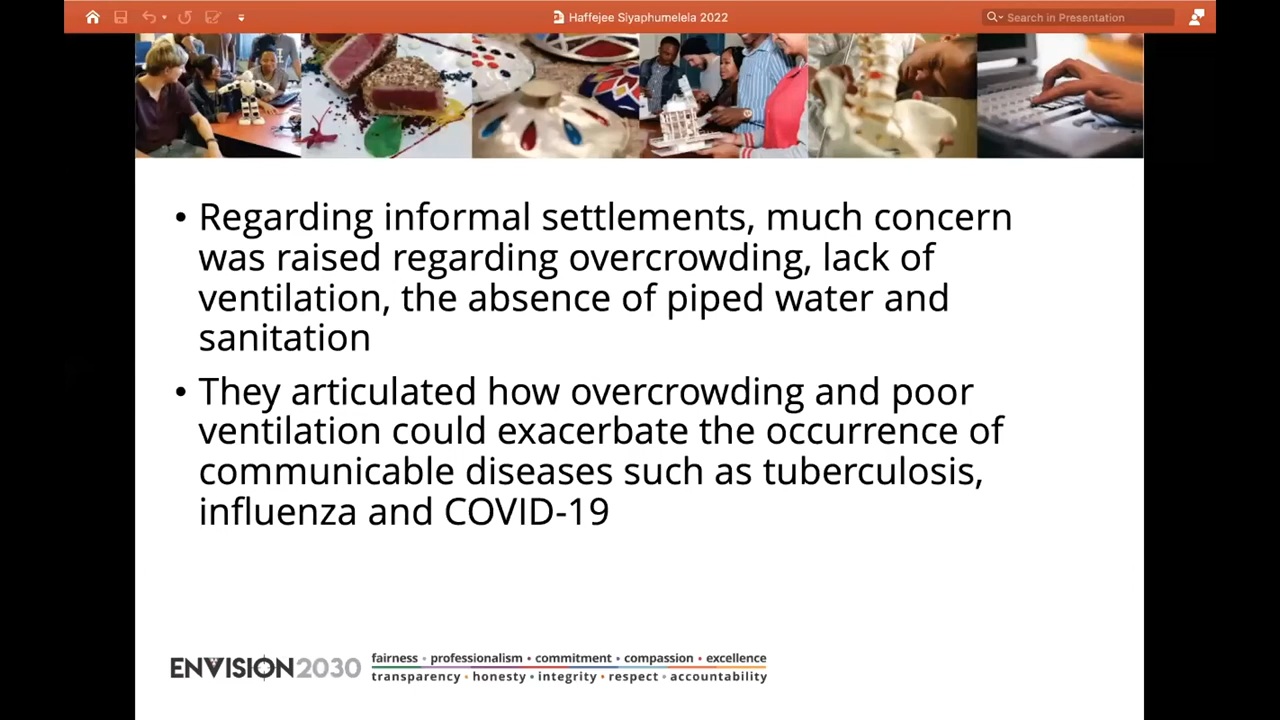 Haffejee Siyaphumelela 2022
Search in Presentation
• Regarding informal settlements, much concern
was raised regarding overcrowding, lack of
ventilation, the absence of piped water and
sanitation
• They articulated how overcrowding and poor
ventilation could exacerbate the occurrence of
communicable diseases such as tuberculosis,
influenza and COVID-19
ENVISION2030
fairness • professionalism • commitment • compassion • excellence
transparency • honesty • integrity • respect • accountability